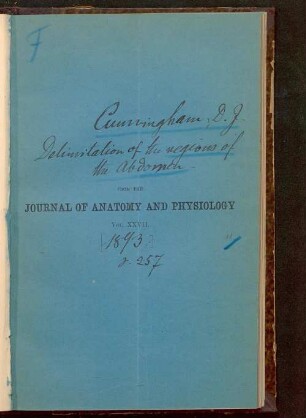 F
Cunningham, D. J.
Delimitation of the regions of
the Abdomen
FROM THE
JOURNAL OF ANATOMY AND PHYSIOLOGY
VOL. XXVII.
(1893)
p. 257